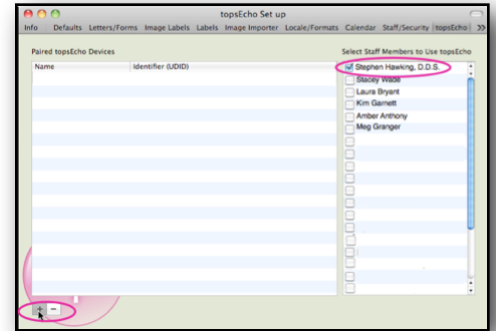 topsEcho Set up
Info Defaults Letters/Forms Image Labels Labels Image Importer Locale/Formats Calendar Staff/Security topsEcho
Paired topsEcho Devices
Select Staff Members to Use topsEcho
Name Identifier (UDID)
Stephen Hawking, D.D.S.
Stacey Wade
Laura Bryant
Kim Garnett
Amber Anthony
Meg Granger
+ −